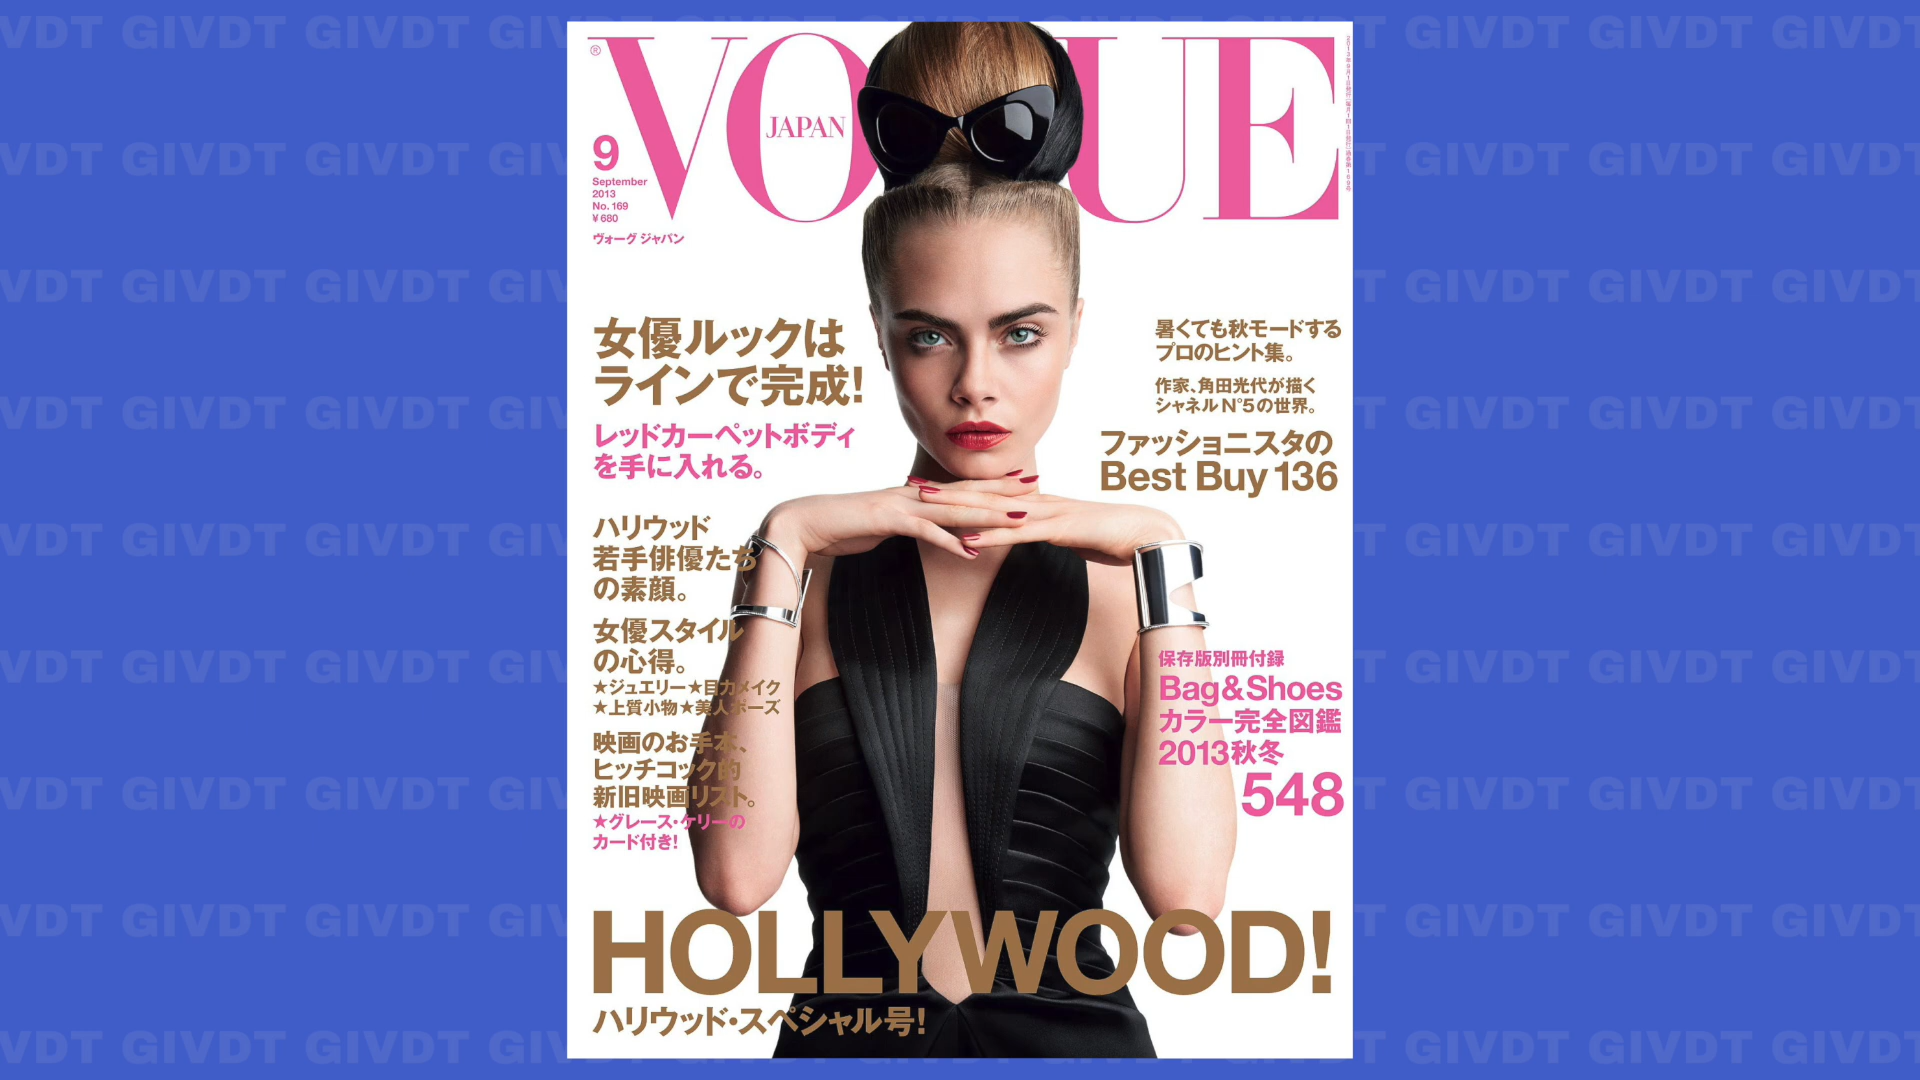 VOGUE
®
JAPAN
9
September
2013
No. 169
¥ 680
ヴォーグ ジャパン
女優ルックは
ラインで完成!
レッドカーペットボディ
を手に入れる。
ハリウッド
若手俳優たち
の素顔。
女優スタイル
の心得。
★ジュエリー★目力メイク
★上質小物★美人ポーズ
映画のお手本、
ヒッチコック的
新旧映画リスト。
★グレース・ケリーの
カード付き!
暑くても秋モードする
プロのヒント集。
作家、角田光代が描く
シャネル N°5の世界。
ファッショニスタの
Best Buy 136
保存版別冊付録
Bag&Shoes
カラー完全図鑑
2013秋冬
548
HOLLYWOOD!
ハリウッド・スペシャル号!
GIVDT